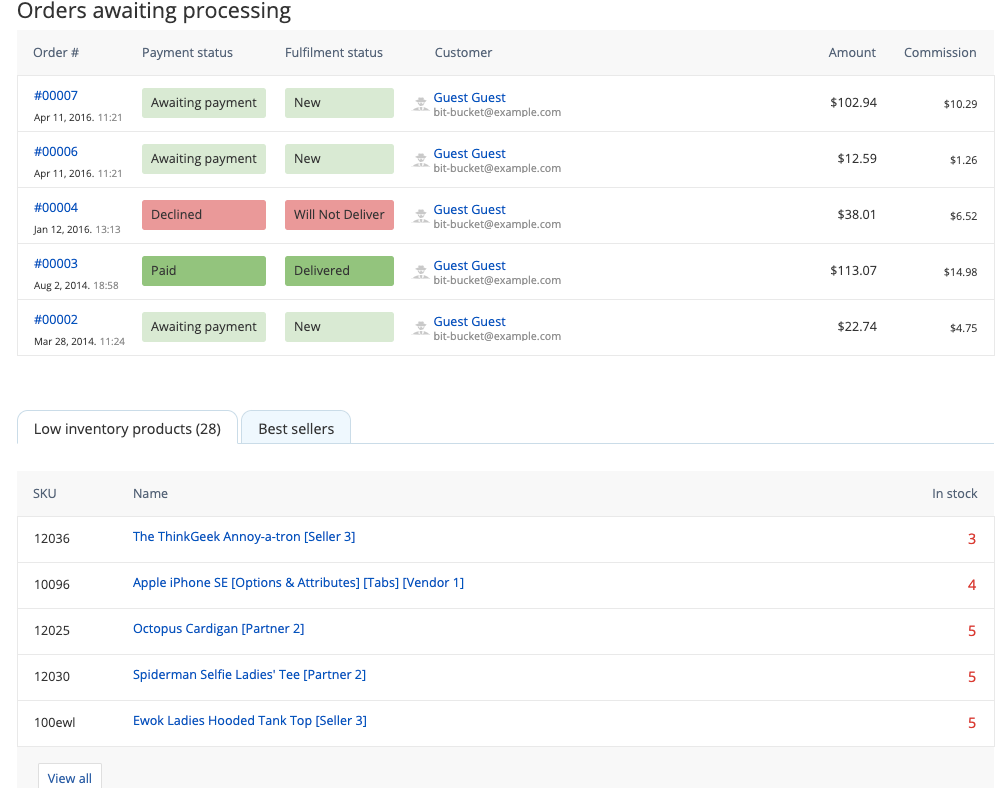 Orders awaiting processing
Order # Payment status Fulfilment status Customer Amount Commission
#00007 Awaiting payment New Guest Guest $102.94 $10.29
Apr 11, 2016. 11:21 bit-bucket@example.com
#00006 Awaiting payment New Guest Guest $12.59 $1.26
Apr 11, 2016. 11:21 bit-bucket@example.com
#00004 Declined Will Not Deliver Guest Guest $38.01 $6.52
Jan 12, 2016. 13:13 bit-bucket@example.com
#00003 Paid Delivered Guest Guest $113.07 $14.98
Aug 2, 2014. 18:58 bit-bucket@example.com
#00002 Awaiting payment New Guest Guest $22.74 $4.75
Mar 28, 2014. 11:24 bit-bucket@example.com
Low inventory products (28) Best sellers
SKU Name In stock
12036 The ThinkGeek Annoy-a-tron [Seller 3] 3
10096 Apple iPhone SE [Options & Attributes] [Tabs] [Vendor 1] 4
12025 Octopus Cardigan [Partner 2] 5
12030 Spiderman Selfie Ladies' Tee [Partner 2] 5
100ewl Ewok Ladies Hooded Tank Top [Seller 3] 5
View all